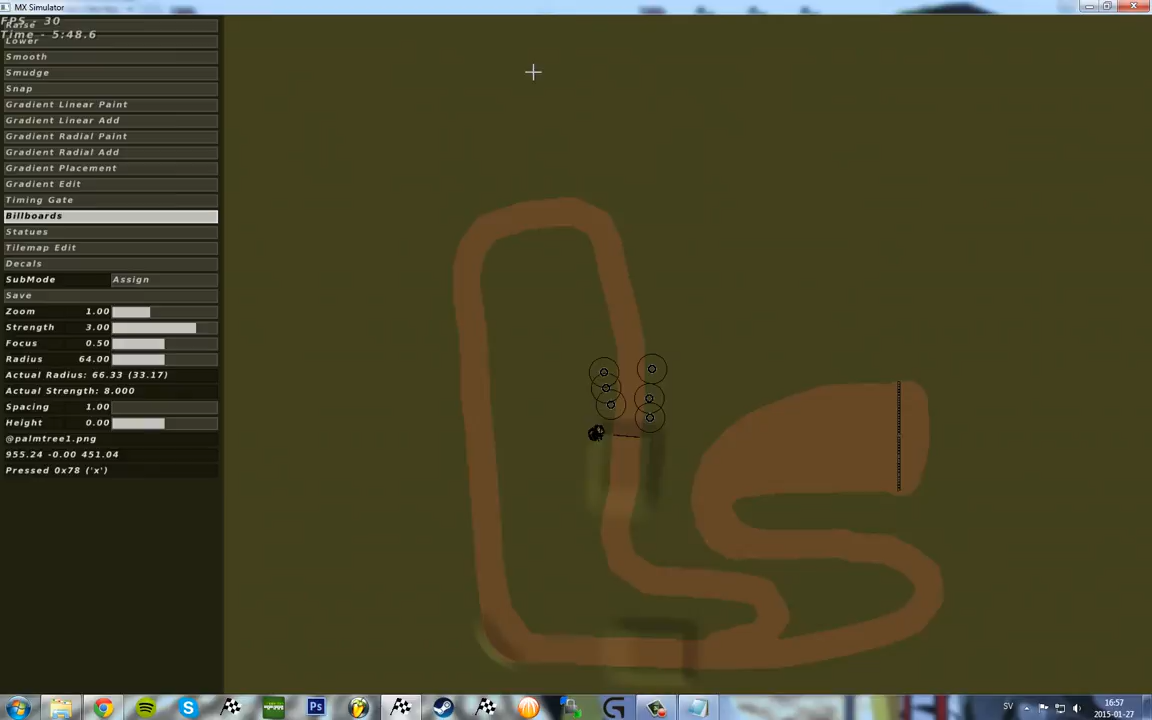 MX Simulator
FPS - 30
Raise
Time - 5:48.6
Lower
Smooth
Smudge
Snap
Gradient Linear Paint
Gradient Linear Add
Gradient Radial Paint
Gradient Radial Add
Gradient Placement
Gradient Edit
Timing Gate
Billboards
Statues
Tilemap Edit
Decals
SubMode Assign
Save
Zoom 1.00
Strength 3.00
Focus 0.50
Radius 64.00
Actual Radius: 66.33 (33.17)
Actual Strength: 8.000
Spacing 1.00
Height 0.00
@palmtree1.png
955.24 -0.00 451.04
Pressed 0x78 ('x')
Ps
SV
16:57
2015-01-27